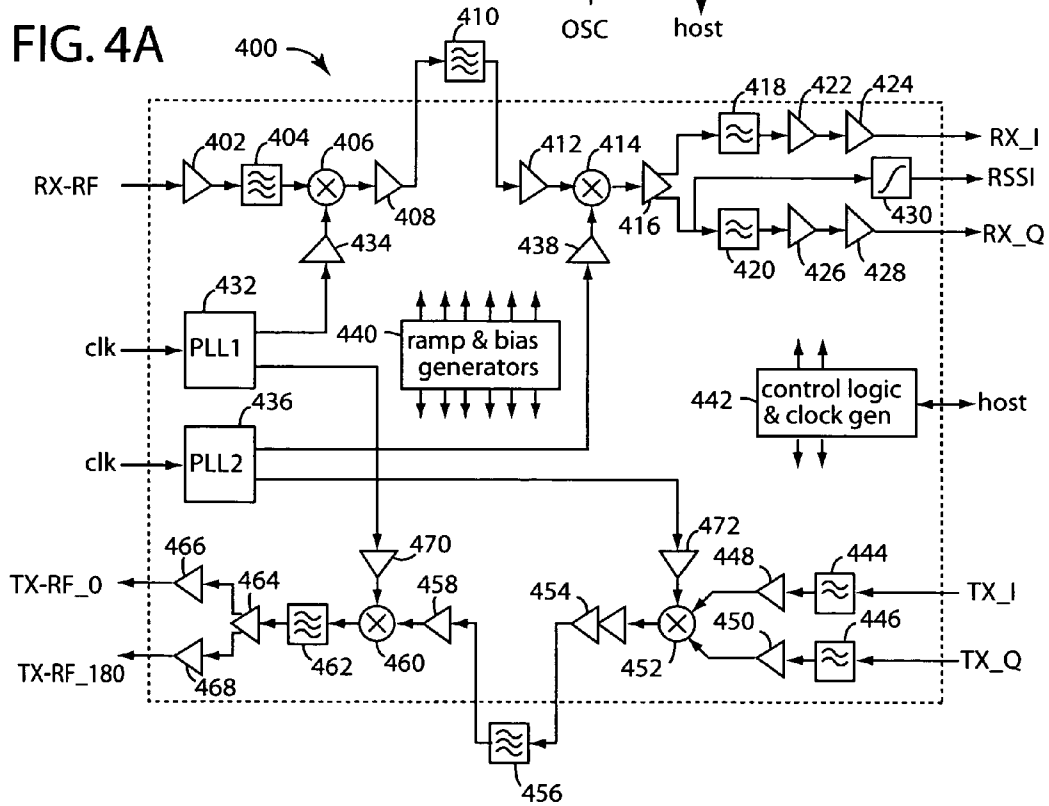 FIG. 4A
OSC
host
400
410
402
404
406
408
412
414
416
418
422
424
RX-RF
RX_I
RSSI
430
RX_Q
434
438
420
426
428
432
clk
PLL1
440
ramp & bias
generators
442
control logic
& clock gen
host
436
clk
PLL2
466
464
470
458
454
472
448
444
TX-RF_0
TX_I
450
446
462
460
452
TX-RF_180
468
TX_Q
456